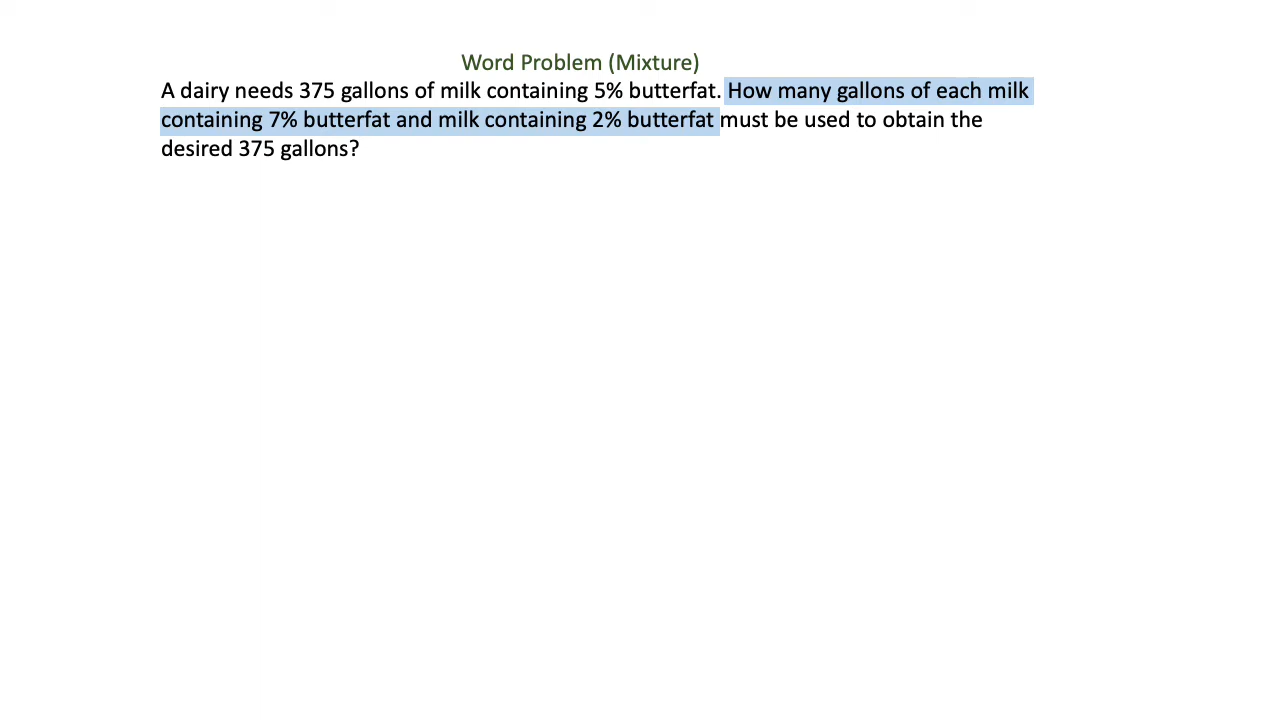 Word Problem (Mixture)
A dairy needs 375 gallons of milk containing 5% butterfat. How many gallons of each milk
containing 7% butterfat and milk containing 2% butterfat must be used to obtain the
desired 375 gallons?